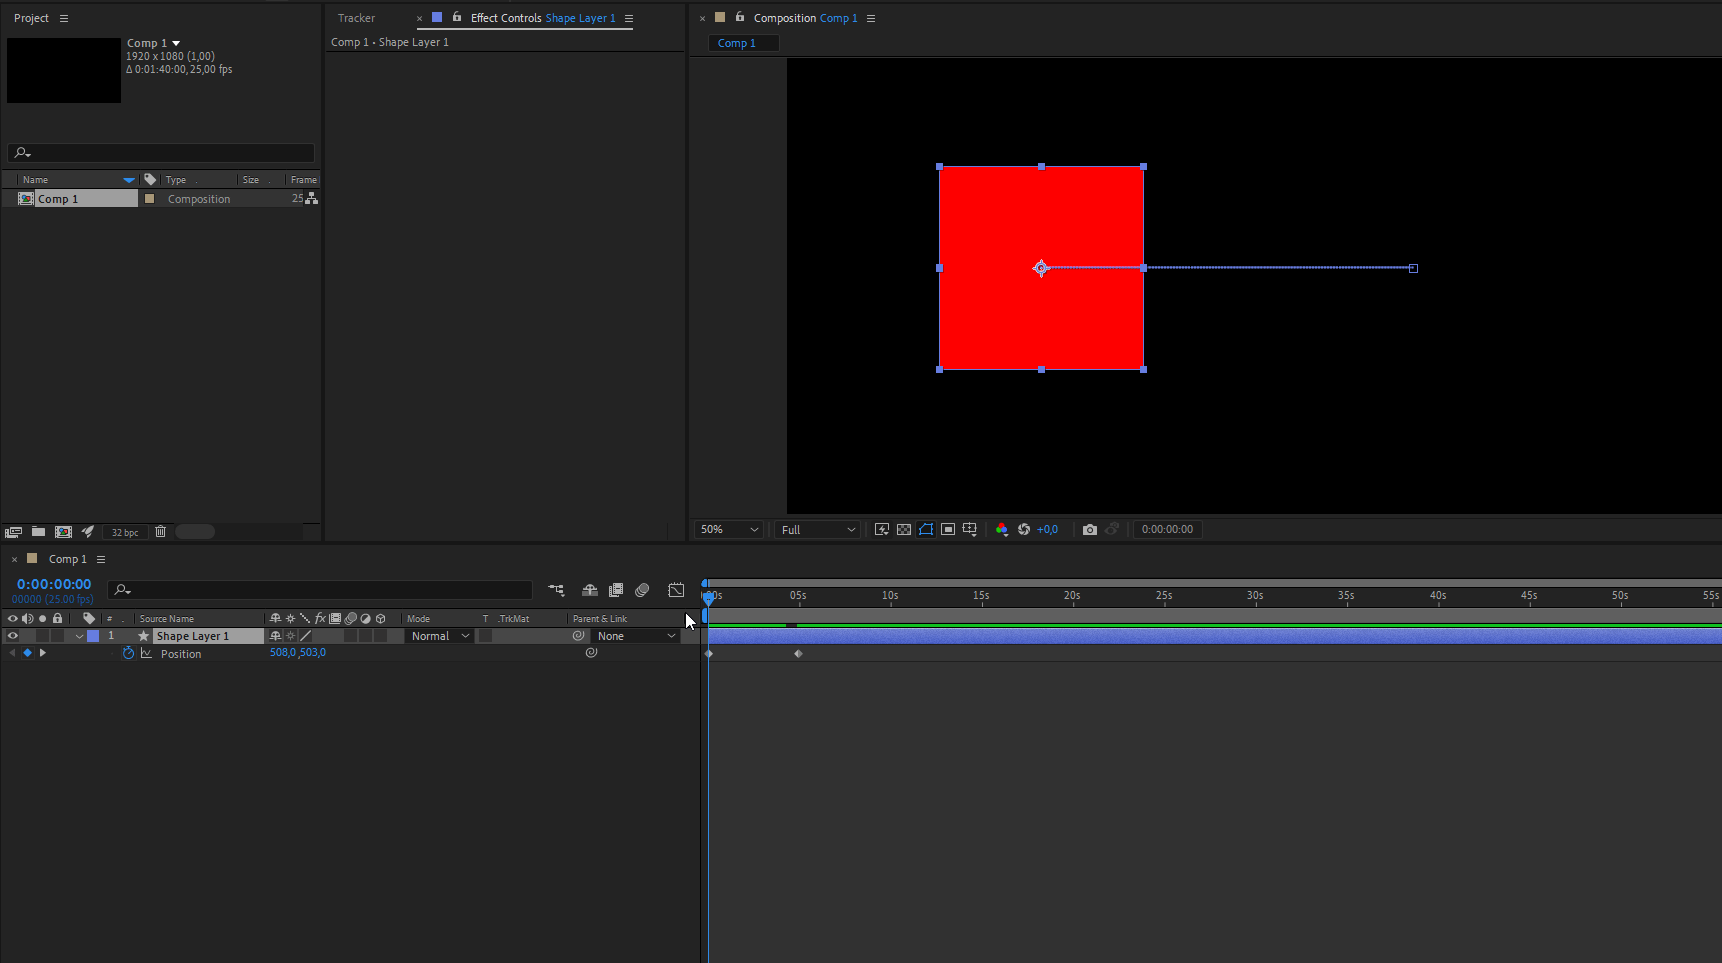 Project
Comp 1
1920 x 1080 (1,00)
Δ 0:01:40:00, 25,00 fps
Name Type Size Frame
Comp 1 Composition 25
32 bpc
Tracker × Effect Controls Shape Layer 1
Comp 1 • Shape Layer 1
× Composition Comp 1
Comp 1
50% Full +0,0 0:00:00:00
× Comp 1
0:00:00:00
00000 (25.00 fps)
:00s 05s 10s 15s 20s 25s 30s 35s 40s 45s 50s 55s
# Source Name fx Mode T .TrkMat Parent & Link
1 Shape Layer 1 Normal None
Position 508,0,503,0